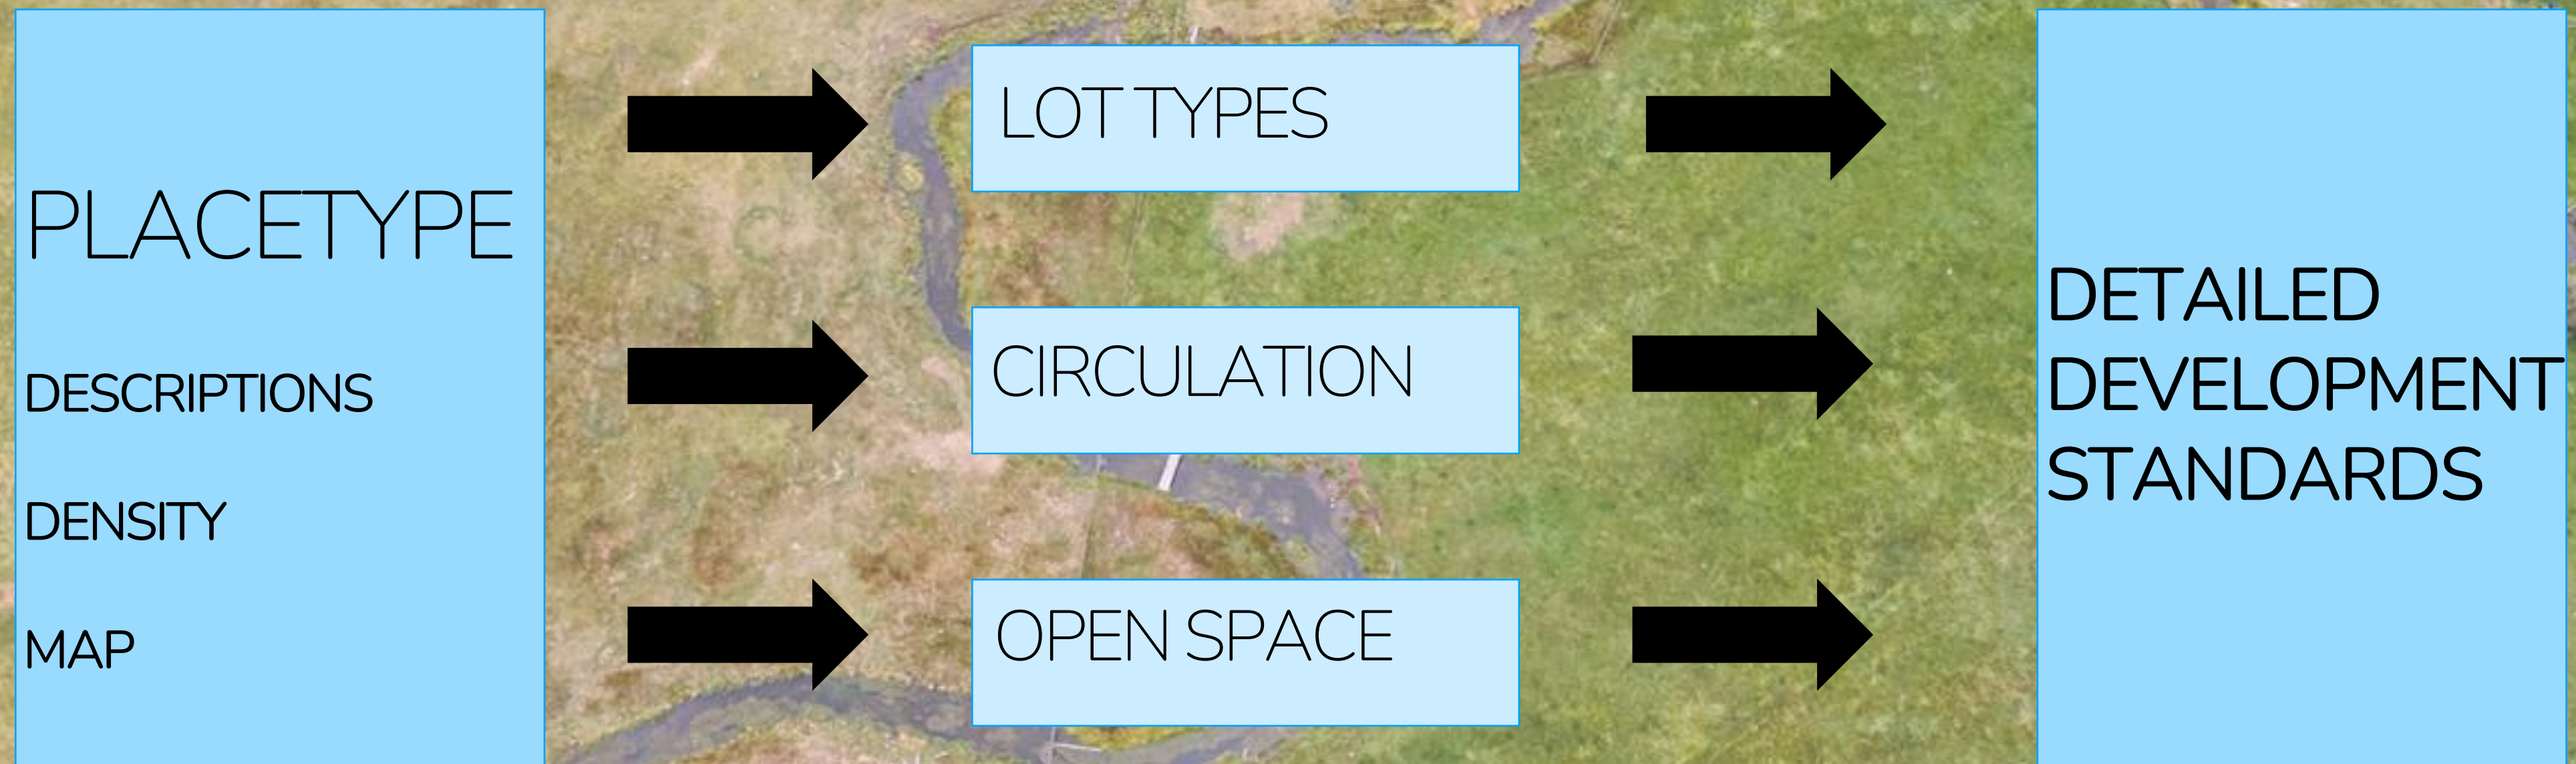 PLACETYPE
DESCRIPTIONS
DENSITY
MAP
LOT TYPES
CIRCULATION
OPEN SPACE
DETAILED
DEVELOPMENT
STANDARDS